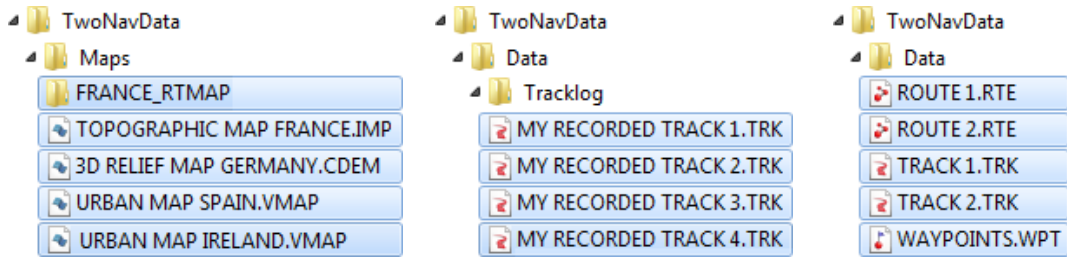 TwoNavData
Maps
FRANCE_RTMAP
TOPOGRAPHIC MAP FRANCE.IMP
3D RELIEF MAP GERMANY.CDEM
URBAN MAP SPAIN.VMAP
URBAN MAP IRELAND.VMAP
TwoNavData
Data
Tracklog
MY RECORDED TRACK 1.TRK
MY RECORDED TRACK 2.TRK
MY RECORDED TRACK 3.TRK
MY RECORDED TRACK 4.TRK
TwoNavData
Data
ROUTE 1.RTE
ROUTE 2.RTE
TRACK 1.TRK
TRACK 2.TRK
WAYPOINTS.WPT